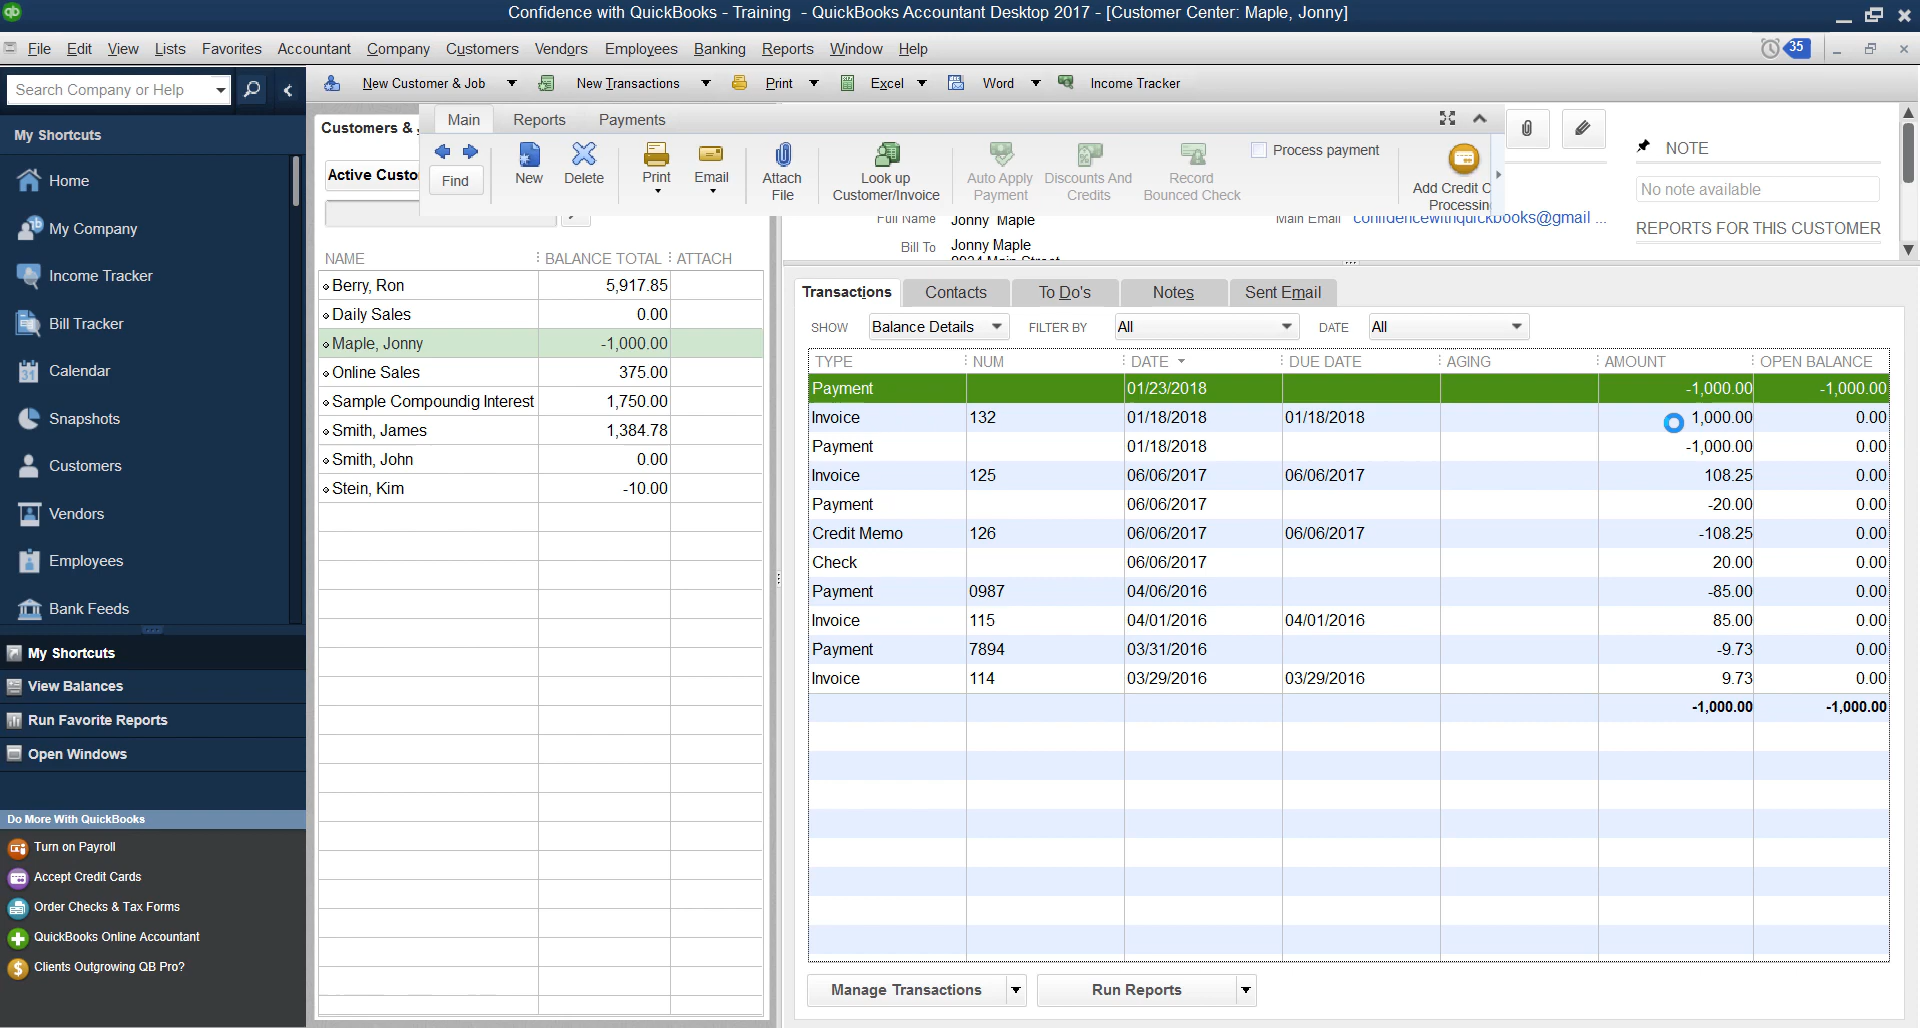 Confidence with QuickBooks - Training - QuickBooks Accountant Desktop 2017 - [Customer Center: Maple, Jonny]
File Edit View Lists Favorites Accountant Company Customers Vendors Employees Banking Reports Window Help
35
Search Company or Help
New Customer & Job New Transactions Print Excel Word Income Tracker
My Shortcuts
Home
My Company
Income Tracker
Bill Tracker
31
Calendar
Snapshots
Customers
Vendors
Employees
Bank Feeds
My Shortcuts
View Balances
Run Favorite Reports
Open Windows
Do More With QuickBooks
Turn on Payroll
Accept Credit Cards
Order Checks & Tax Forms
QuickBooks Online Accountant
Clients Outgrowing QB Pro?
Customers &
Active Custo
Main Reports Payments
Find
New
Delete
Print
Email
Attach
File
Look up
Customer/Invoice
Auto Apply
Payment
Discounts And
Credits
Record
Bounced Check
Process payment
Add Credit C
Processin
NOTE
No note available
REPORTS FOR THIS CUSTOMER
Full Name Jonny Maple
Main Email confidencewithquickbooks@gmail ...
Bill To Jonny Maple
NAME BALANCE TOTAL ATTACH
Berry, Ron 5,917.85
Daily Sales 0.00
Maple, Jonny -1,000.00
Online Sales 375.00
Sample Compoundig Interest 1,750.00
Smith, James 1,384.78
Smith, John 0.00
Stein, Kim -10.00
Transactions Contacts To Do's Notes Sent Email
SHOW Balance Details FILTER BY All DATE All
TYPE NUM DATE DUE DATE AGING AMOUNT OPEN BALANCE
Payment 01/23/2018 -1,000.00 -1,000.00
Invoice 132 01/18/2018 01/18/2018 1,000.00 0.00
Payment 01/18/2018 -1,000.00 0.00
Invoice 125 06/06/2017 06/06/2017 108.25 0.00
Payment 06/06/2017 -20.00 0.00
Credit Memo 126 06/06/2017 06/06/2017 -108.25 0.00
Check 06/06/2017 20.00 0.00
Payment 0987 04/06/2016 -85.00 0.00
Invoice 115 04/01/2016 04/01/2016 85.00 0.00
Payment 7894 03/31/2016 -9.73 0.00
Invoice 114 03/29/2016 03/29/2016 9.73 0.00
-1,000.00 -1,000.00
Manage Transactions Run Reports